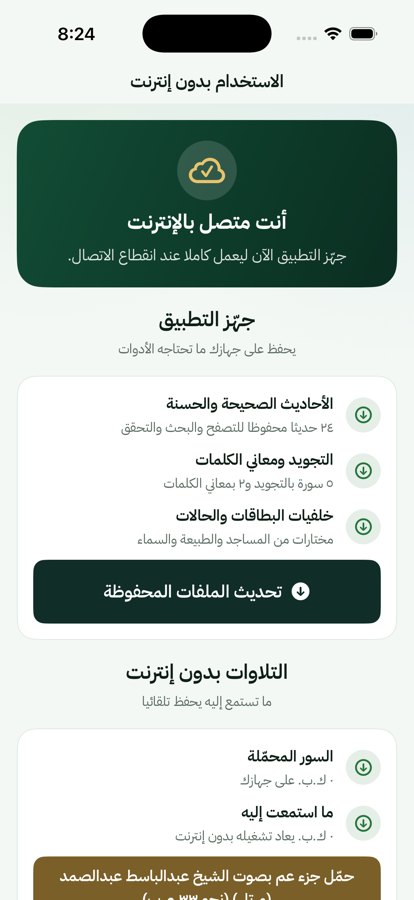 8:24
الاستخدام بدون إنترنت
أنت متصل بالإنترنت
جهّز التطبيق الآن ليعمل كاملا عند انقطاع الاتصال.
جهّز التطبيق
يحفظ على جهازك ما تحتاجه الأدوات
الأحاديث الصحيحة والحسنة
٢٤ حديثا محفوظا للتصفح والبحث والتحقق
التجويد ومعاني الكلمات
٥ سورة بالتجويد و٢ بمعاني الكلمات
خلفيات البطاقات والحالات
مختارات من المساجد والطبيعة والسماء
تحديث الملفات المحفوظة
التلاوات بدون إنترنت
ما تستمع إليه يحفظ تلقائيا
السور المحمّلة
٠ ك.ب. على جهازك
ما استمعت إليه
٠ ك.ب. يعاد تشغيله بدون إنترنت
حمّل جزء عم بصوت الشيخ عبدالباسط عبدالصمد